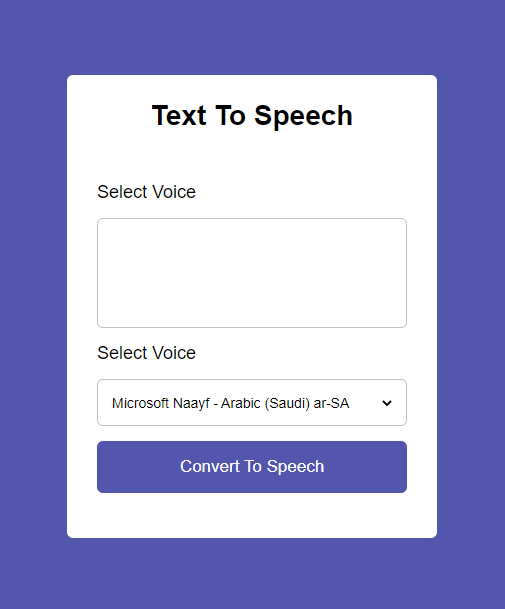 Text To Speech
Select Voice
Select Voice
Microsoft Naayf - Arabic (Saudi) ar-SA
Convert To Speech